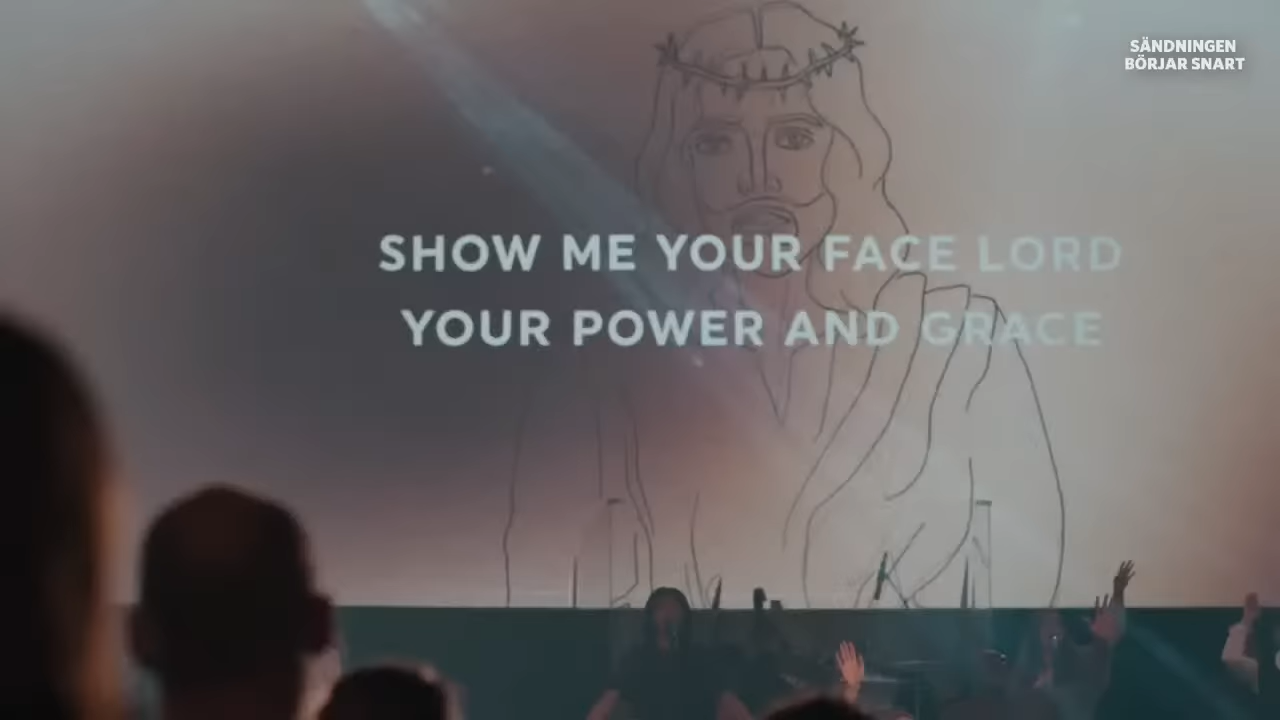 SÄNDNINGEN
BÖRJAR SNART
SHOW ME YOUR FACE LORD
YOUR POWER AND GRACE